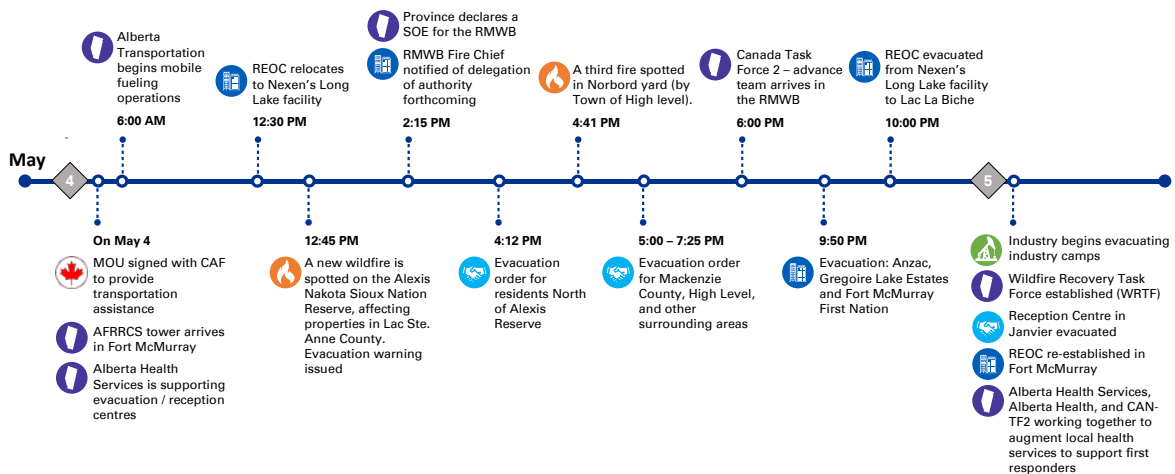 Alberta
Transportation
begins mobile
fueling
operations
6:00 AM
REOC relocates
to Nexen's Long
Lake facility
12:30 PM
Province declares a
SOE for the RMWB
RMWB Fire Chief
notified of delegation
of authority
forthcoming
2:15 PM
A third fire spotted
in Norbord yard (by
Town of High level).
4:41 PM
Canada Task
Force 2 – advance
team arrives in
the RMWB
6:00 PM
REOC evacuated
from Nexen's
Long Lake facility
to Lac La Biche
10:00 PM
May
4
5
On May 4
MOU signed with CAF
to provide
transportation
assistance
AFRRCS tower arrives
in Fort McMurray
Alberta Health
Services is supporting
evacuation / reception
centres
12:45 PM
A new wildfire is
spotted on the Alexis
Nakota Sioux Nation
Reserve, affecting
properties in Lac Ste.
Anne County.
Evacuation warning
issued
4:12 PM
Evacuation
order for
residents North
of Alexis
Reserve
5:00 – 7:25 PM
Evacuation order
for Mackenzie
County, High Level,
and other
surrounding areas
9:50 PM
Evacuation: Anzac,
Gregoire Lake Estates
and Fort McMurray
First Nation
Industry begins evacuating
industry camps
Wildfire Recovery Task
Force established (WRTF)
Reception Centre in
Janvier evacuated
REOC re-established in
Fort McMurray
Alberta Health Services,
Alberta Health, and CAN-
TF2 working together to
augment local health
services to support first
responders